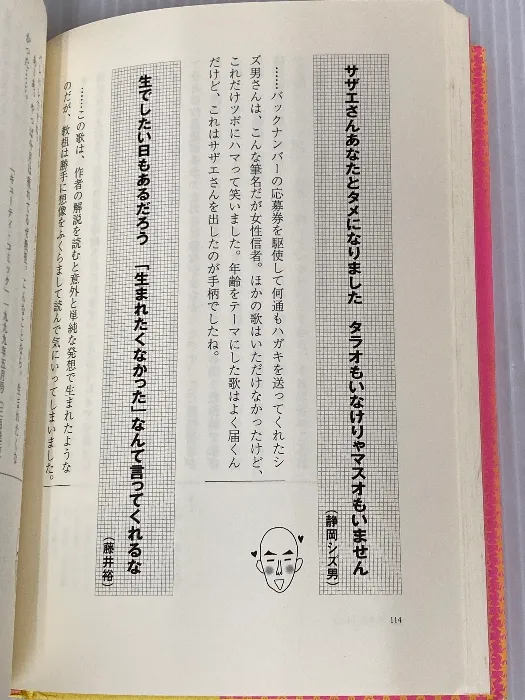 サザエさんあなたとタメになりました　タラオもいなけりゃマスオもいません
（静岡シズ男）
……バックナンバーの応募券を駆使して何通もハガキを送ってくれたシ
ズ男さんは、こんな筆名だが女性信者。ほかの歌はいただけなかったけど、
これだけツボにハマって笑いました。年齢をテーマにした歌はよく届くん
だけど、これはサザエさんを出したのが手柄でしたね。
生でしたい日もあるだろう　「生まれたくなかった」なんて言ってくれるな
（藤井裕）
……この歌は、作者の解説を読むと意外と単純な発想で生まれたような
のだが、教祖は勝手に想像をふくらまして読んで気にいってしまいました。
114